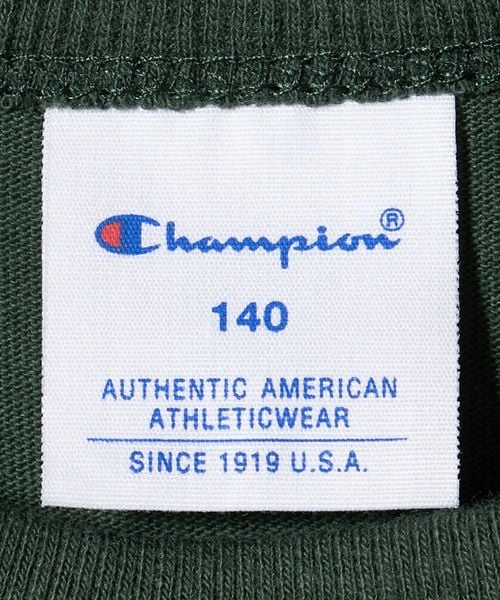 Champion®
140
AUTHENTIC AMERICAN
ATHLETICWEAR
SINCE 1919 U.S.A.